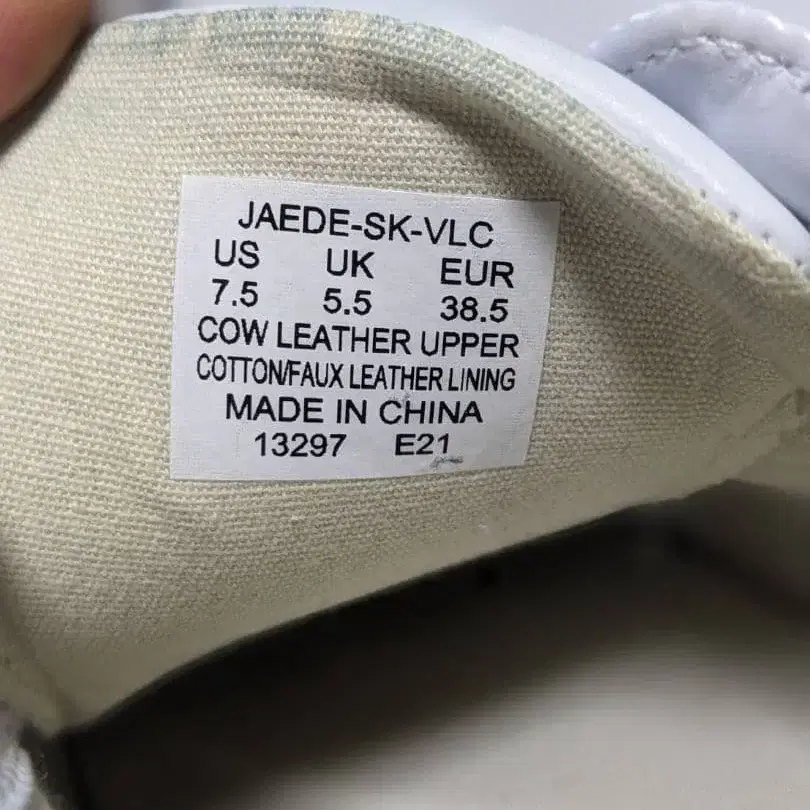 JAEDE-SK-VLC
US UK EUR
7.5 5.5 38.5
COW LEATHER UPPER
COTTON/FAUX LEATHER LINING
MADE IN CHINA
13297 E21